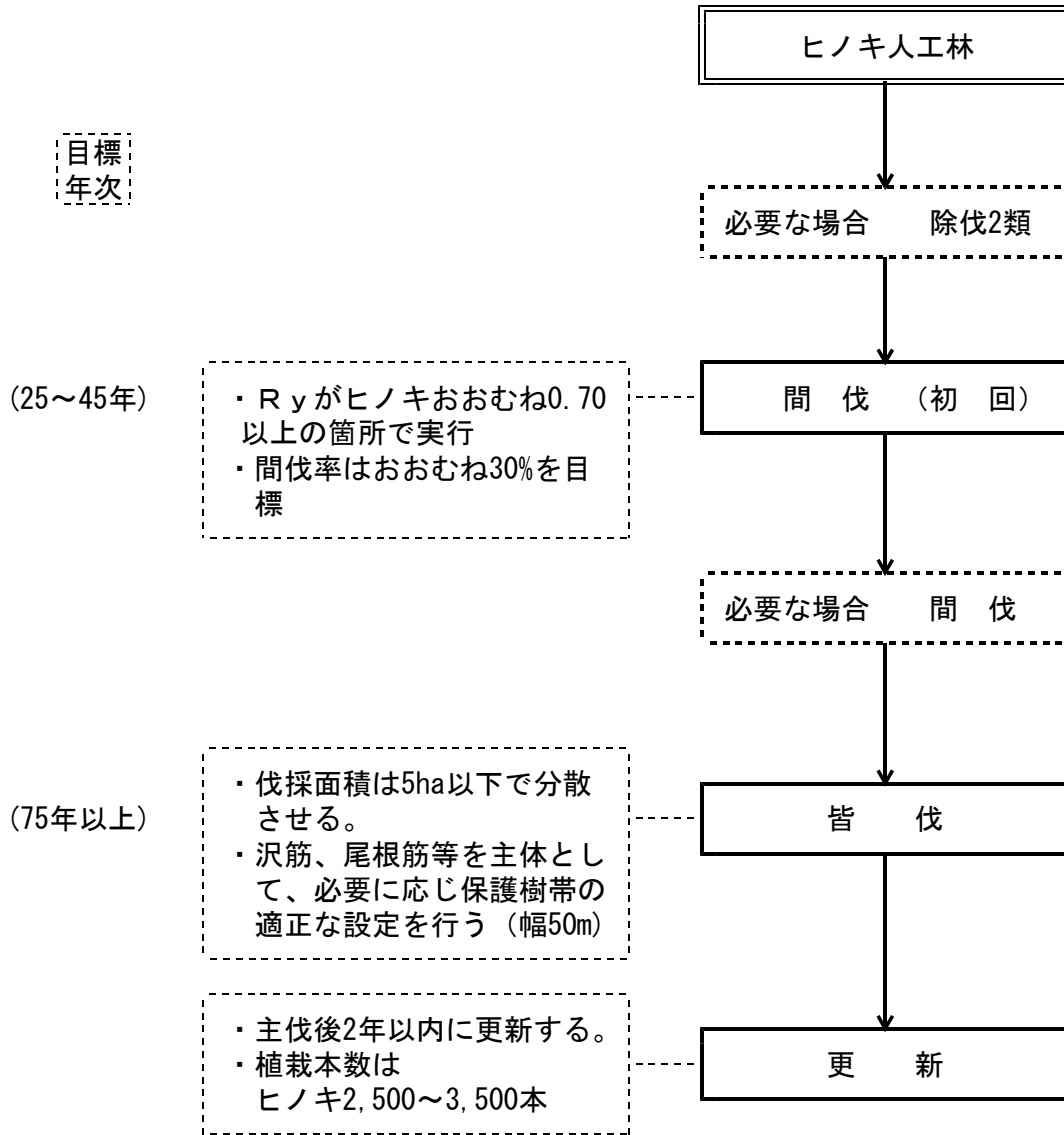 ヒノキ人工林
目標
年次
必要な場合　　除伐2類
(25～45年)
・Ｒｙがヒノキおおむね0.70
以上の箇所で実行
・間伐率はおおむね30%を目
標
間　伐　（初　回）
必要な場合　　間　伐
(75年以上)
・伐採面積は5ha以下で分散
させる。
・沢筋、尾根筋等を主体とし
て、必要に応じ保護樹帯の
適正な設定を行う（幅50m）
皆　　伐
・主伐後2年以内に更新する。
・植栽本数は
ヒノキ2,500～3,500本
更　　新